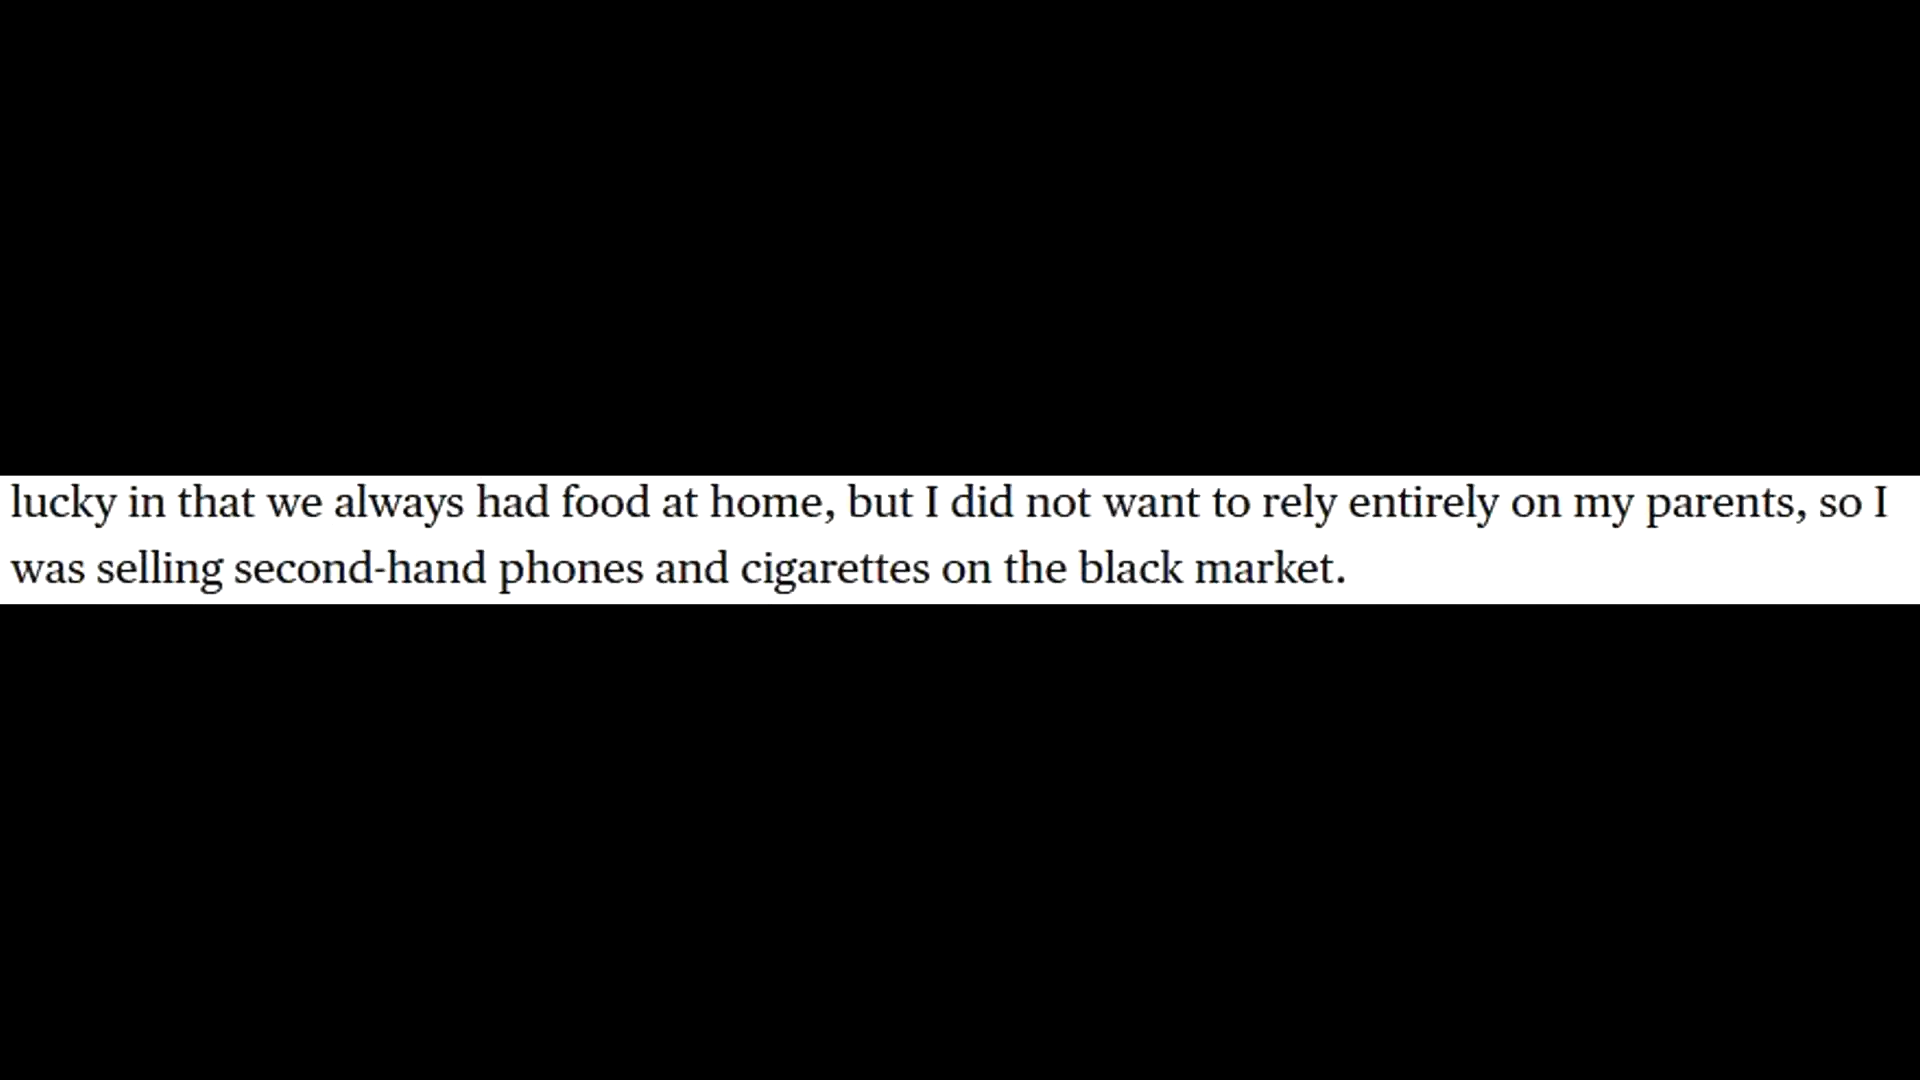 lucky in that we always had food at home, but I did not want to rely entirely on my parents, so I
was selling second-hand phones and cigarettes on the black market.